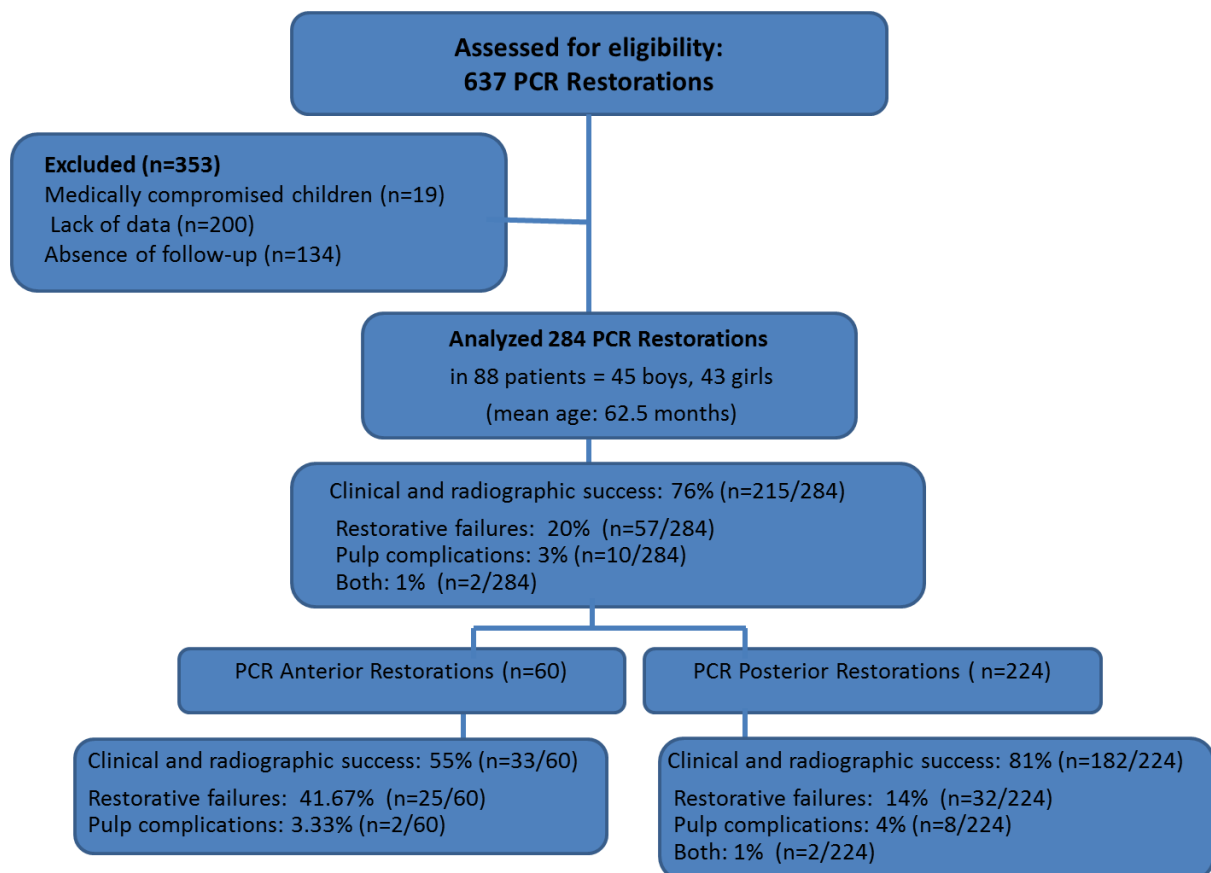 Assessed for eligibility:
637 PCR Restorations
Excluded (n=353)
Medically compromised children (n=19)
Lack of data (n=200)
Absence of follow-up (n=134)
Analyzed 284 PCR Restorations
in 88 patients = 45 boys, 43 girls
(mean age: 62.5 months)
Clinical and radiographic success: 76% (n=215/284)
Restorative failures: 20% (n=57/284)
Pulp complications: 3% (n=10/284)
Both: 1% (n=2/284)
PCR Anterior Restorations (n=60)
PCR Posterior Restorations ( n=224)
Clinical and radiographic success: 55% (n=33/60)
Restorative failures: 41.67% (n=25/60)
Pulp complications: 3.33% (n=2/60)
Clinical and radiographic success: 81% (n=182/224)
Restorative failures: 14% (n=32/224)
Pulp complications: 4% (n=8/224)
Both: 1% (n=2/224)